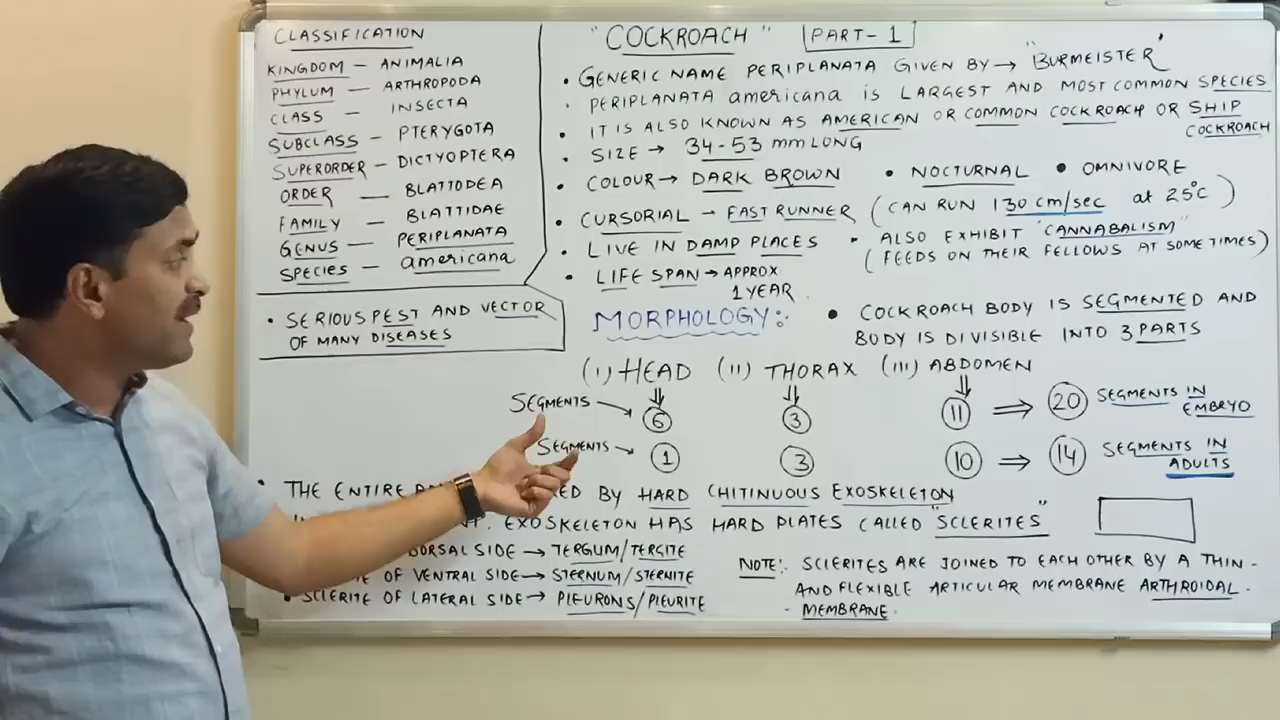 CLASSIFICATION
KINGDOM — ANIMALIA
PHYLUM — ARTHROPODA
CLASS — INSECTA
SUBCLASS — PTERYGOTA
SUPERORDER — DICTYOPTERA
ORDER — BLATTODEA
FAMILY — BLATTIDAE
GENUS — PERIPLANATA
SPECIES — americana
• SERIOUS PEST AND VECTOR
OF MANY DISEASES
"COCKROACH" PART-1
• GENERIC NAME PERIPLANATA GIVEN BY → "BURMEISTER"
• PERIPLANATA americana is LARGEST AND MOST COMMON SPECIES
• IT IS ALSO KNOWN AS AMERICAN OR COMMON COCKROACH OR SHIP
COCKROACH
• SIZE → 34-53 mm LONG
• COLOUR → DARK BROWN • NOCTURNAL • OMNIVORE
• CURSORIAL — FAST RUNNER (CAN RUN 130 cm/sec at 25°C)
• LIVE IN DAMP PLACES • ALSO EXHIBIT "CANNABALISM"
(FEEDS ON THEIR FELLOWS AT SOME TIMES)
• LIFE SPAN → APPROX
1 YEAR
MORPHOLOGY:: • COCKROACH BODY IS SEGMENTED AND
BODY IS DIVISIBLE INTO 3 PARTS
(I) HEAD (II) THORAX (III) ABDOMEN
SEGMENTS → 6 3 11 ⇒ 20 SEGMENTS IN
EMBRYO
SEGMENTS → 1 3 10 ⇒ 14 SEGMENTS IN
ADULTS
• THE ENTIRE BY HARD CHITINOUS EXOSKELETON
EXOSKELETON HAS HARD PLATES CALLED "SCLERITES"
DORSAL SIDE → TERGUM/TERGITE
OF VENTRAL SIDE → STERNUM/STERNITE
• SCLERITE OF LATERAL SIDE → PLEURONS/PLEURITE
NOTE:- SCLERITES ARE JOINED TO EACH OTHER BY A THIN -
AND FLEXIBLE ARTICULAR MEMBRANE ARTHROIDAL -
- MEMBRANE.